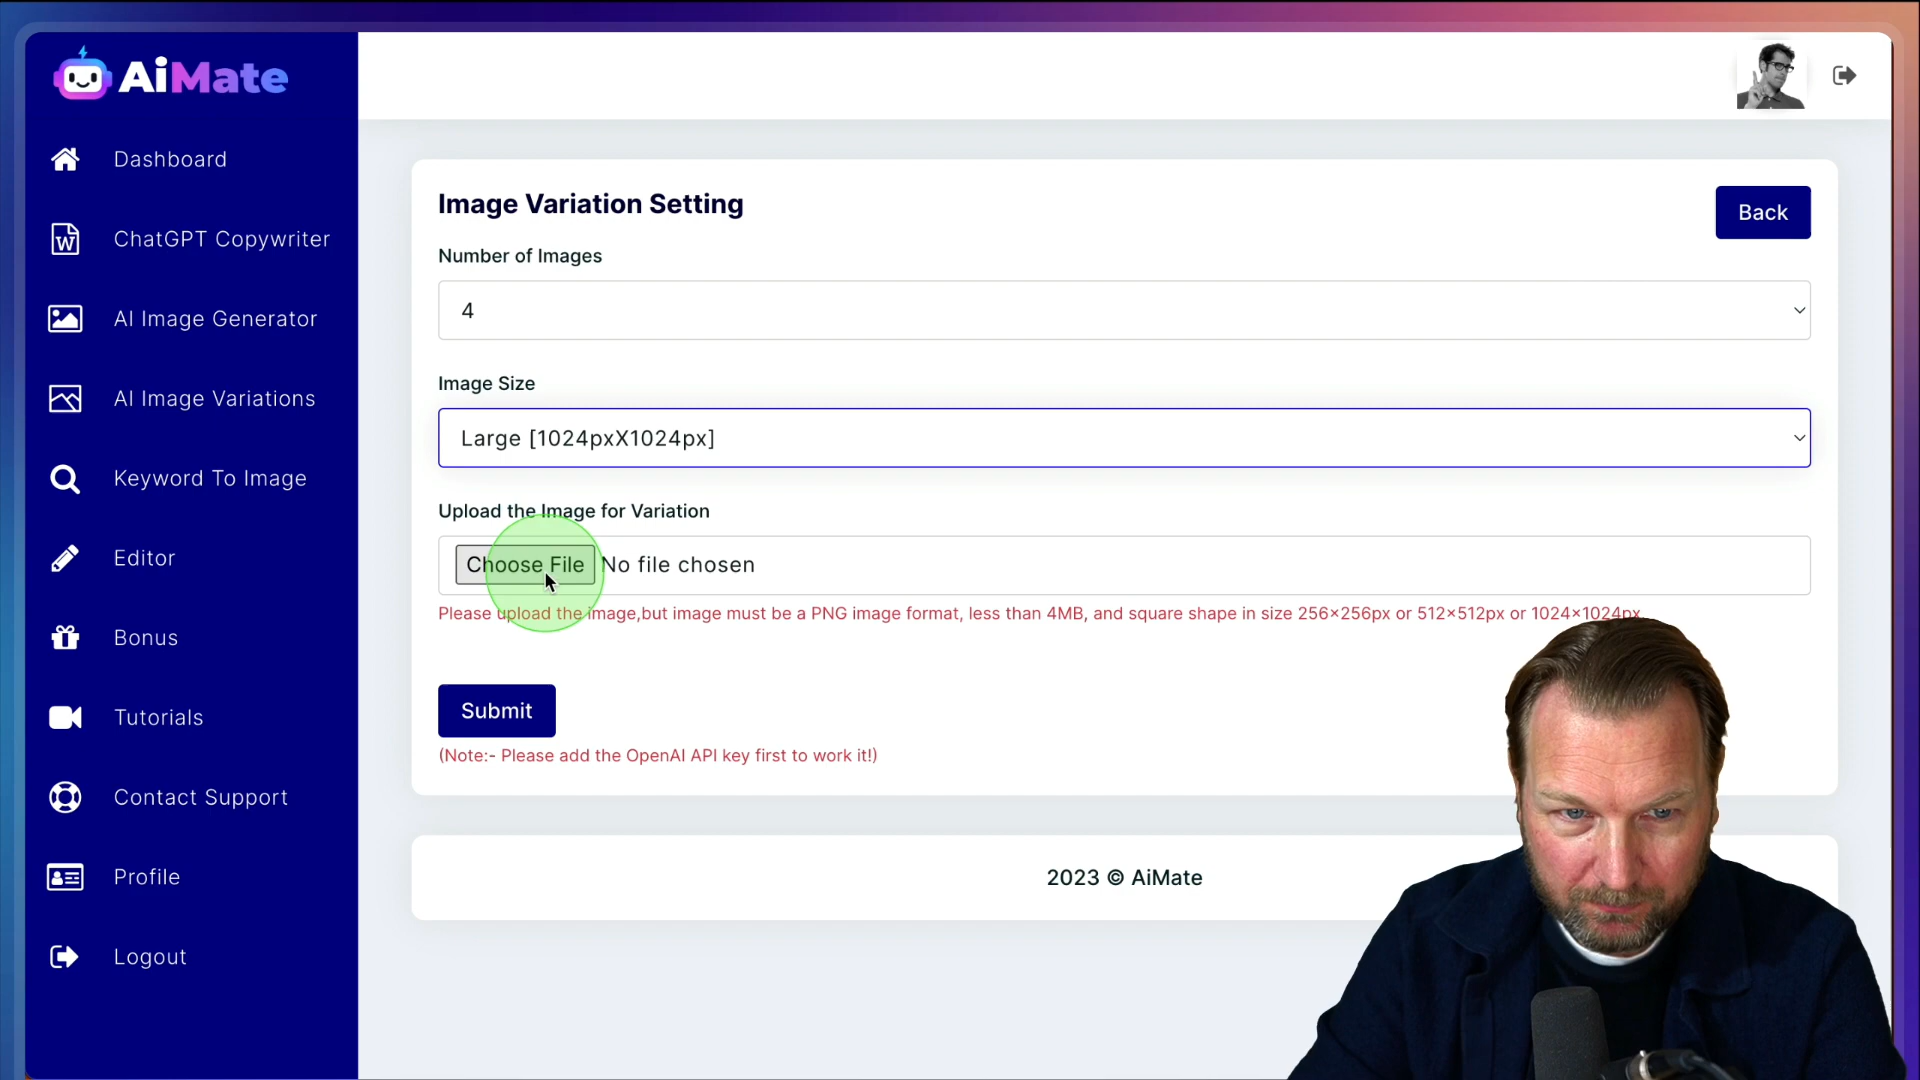 AiMate
Dashboard
ChatGPT Copywriter
AI Image Generator
AI Image Variations
Keyword To Image
Editor
Bonus
Tutorials
Contact Support
Profile
Logout
Image Variation Setting
Back
Number of Images
4
Image Size
Large [1024pxX1024px]
Upload the Image for Variation
Choose File No file chosen
Please upload the image,but image must be a PNG image format, less than 4MB, and square shape in size 256×256px or 512×512px or 1024×1024px.
Submit
(Note:- Please add the OpenAI API key first to work it!)
2023 © AiMate